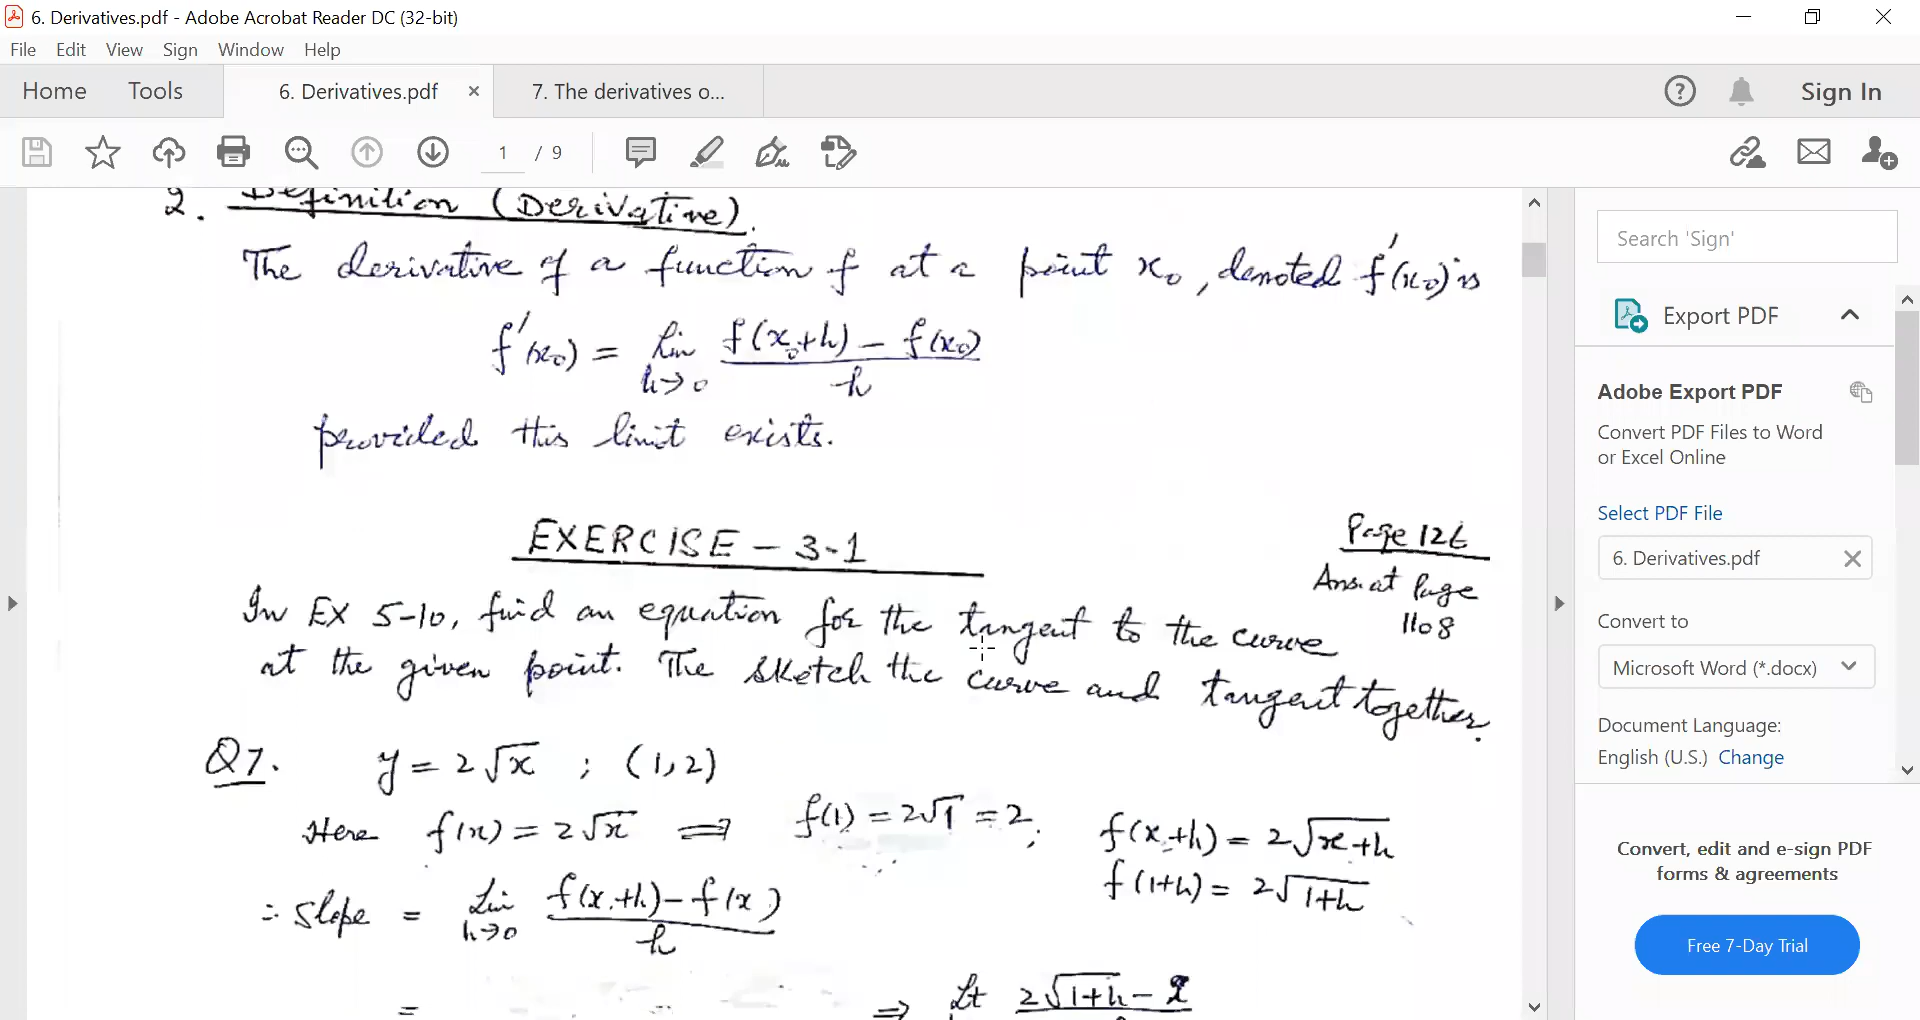 6. Derivatives.pdf - Adobe Acrobat Reader DC (32-bit)
File Edit View Sign Window Help
Home Tools 6. Derivatives.pdf × 7. The derivatives o... Sign In
1 / 9
2. Definition (Derivative).
The derivative of a function f at a point x₀, denoted f'(x₀) is
f'(x₀) = lim h→0 f(x₀+h) - f(x₀) / h
provided this limit exists.
EXERCISE - 3.1
Page 126
Ans. at Page
1108
In EX 5-10, find an equation for the tangent to the curve
at the given point. The sketch the curve and tangent together.
Q7. y = 2√x ; (1,2)
Here f(x) = 2√x ⇒ f(1) = 2√1 = 2, f(x+h) = 2√x+h
f(1+h) = 2√1+h
∴ Slope = Lim h→0 f(x+h) - f(x) / h
= ⇒ Lt 2√1+h - 2
Search 'Sign'
Export PDF
Adobe Export PDF
Convert PDF Files to Word
or Excel Online
Select PDF File
6. Derivatives.pdf
Convert to
Microsoft Word (*.docx)
Document Language:
English (U.S.) Change
Convert, edit and e-sign PDF
forms & agreements
Free 7-Day Trial